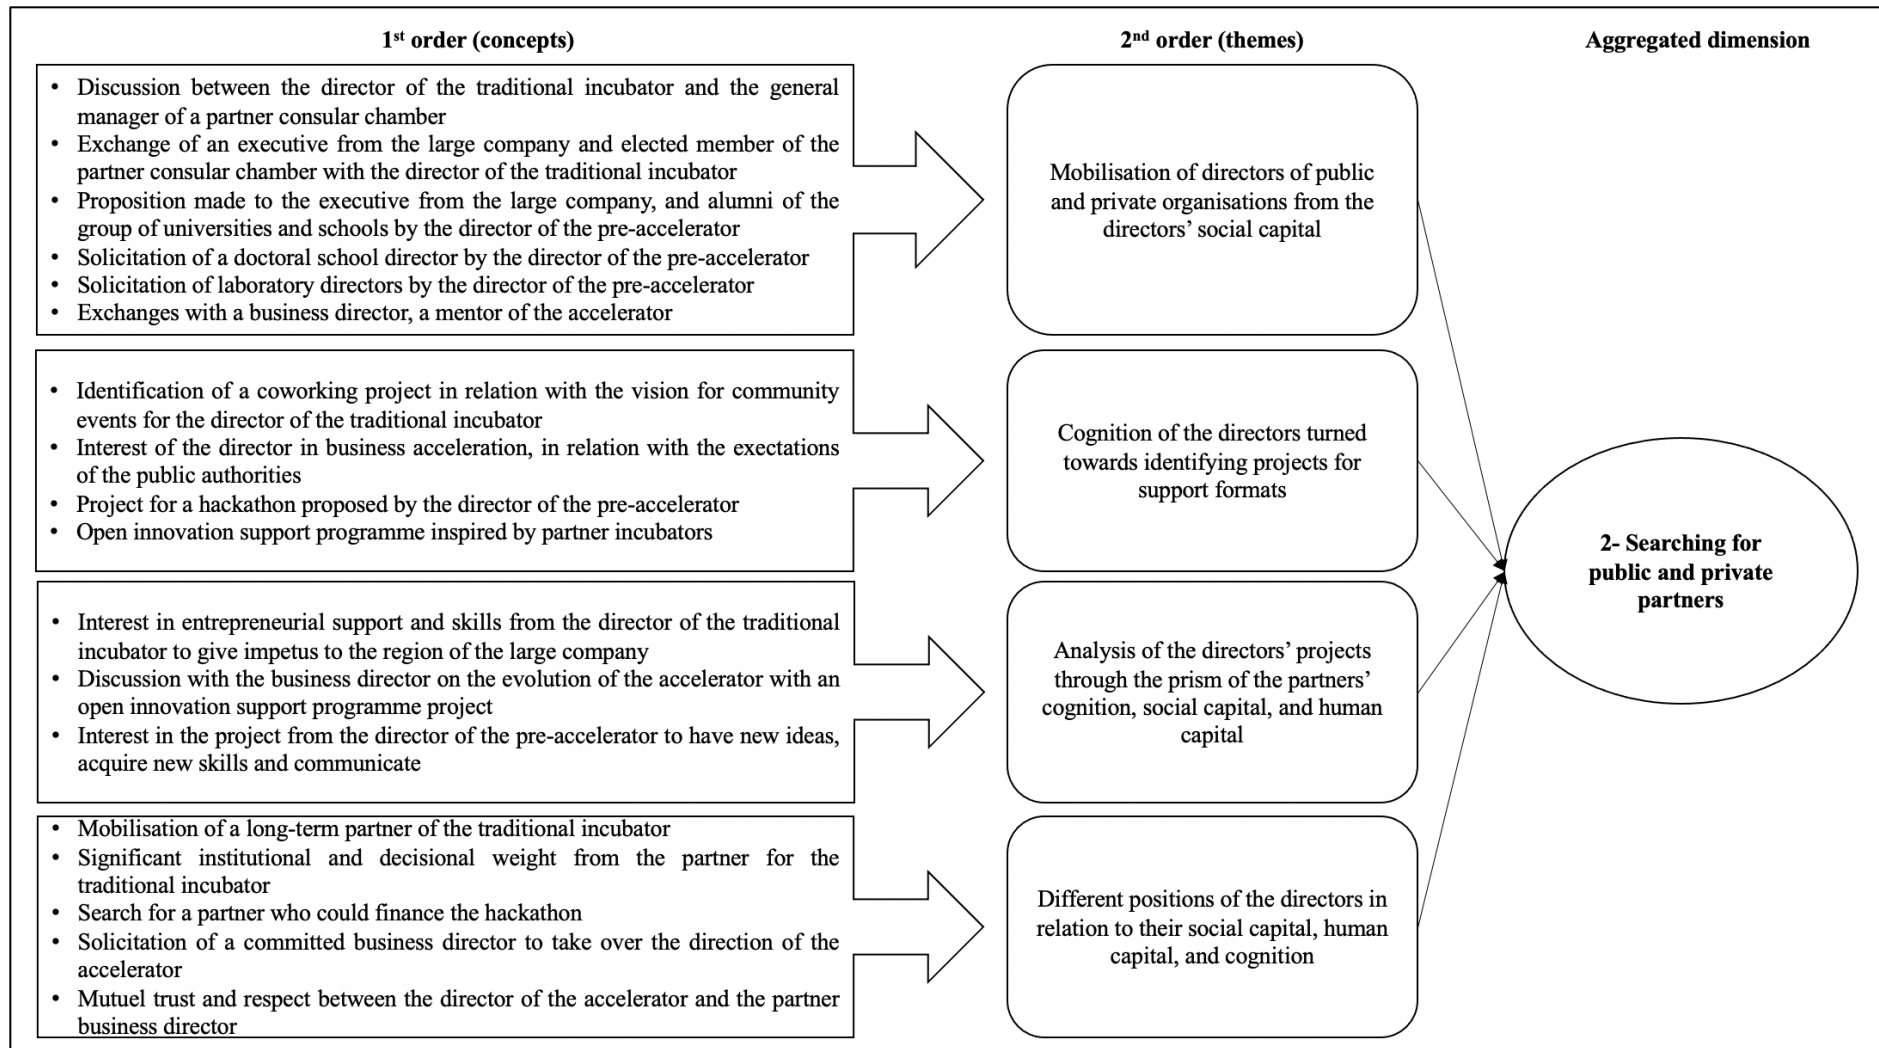 1st order (concepts)
2nd order (themes)
Aggregated dimension
• Discussion between the director of the traditional incubator and the general
manager of a partner consular chamber
• Exchange of an executive from the large company and elected member of the
partner consular chamber with the director of the traditional incubator
• Proposition made to the executive from the large company, and alumni of the
group of universities and schools by the director of the pre-accelerator
• Solicitation of a doctoral school director by the director of the pre-accelerator
• Solicitation of laboratory directors by the director of the pre-accelerator
• Exchanges with a business director, a mentor of the accelerator
Mobilisation of directors of public
and private organisations from the
directors’ social capital
• Identification of a coworking project in relation with the vision for community
events for the director of the traditional incubator
• Interest of the director in business acceleration, in relation with the exectations
of the public authorities
• Project for a hackathon proposed by the director of the pre-accelerator
• Open innovation support programme inspired by partner incubators
Cognition of the directors turned
towards identifying projects for
support formats
• Interest in entrepreneurial support and skills from the director of the traditional
incubator to give impetus to the region of the large company
• Discussion with the business director on the evolution of the accelerator with an
open innovation support programme project
• Interest in the project from the director of the pre-accelerator to have new ideas,
acquire new skills and communicate
Analysis of the directors’ projects
through the prism of the partners’
cognition, social capital, and human
capital
• Mobilisation of a long-term partner of the traditional incubator
• Significant institutional and decisional weight from the partner for the
traditional incubator
• Search for a partner who could finance the hackathon
• Solicitation of a committed business director to take over the direction of the
accelerator
• Mutuel trust and respect between the director of the accelerator and the partner
business director
Different positions of the directors in
relation to their social capital, human
capital, and cognition
2- Searching for
public and private
partners